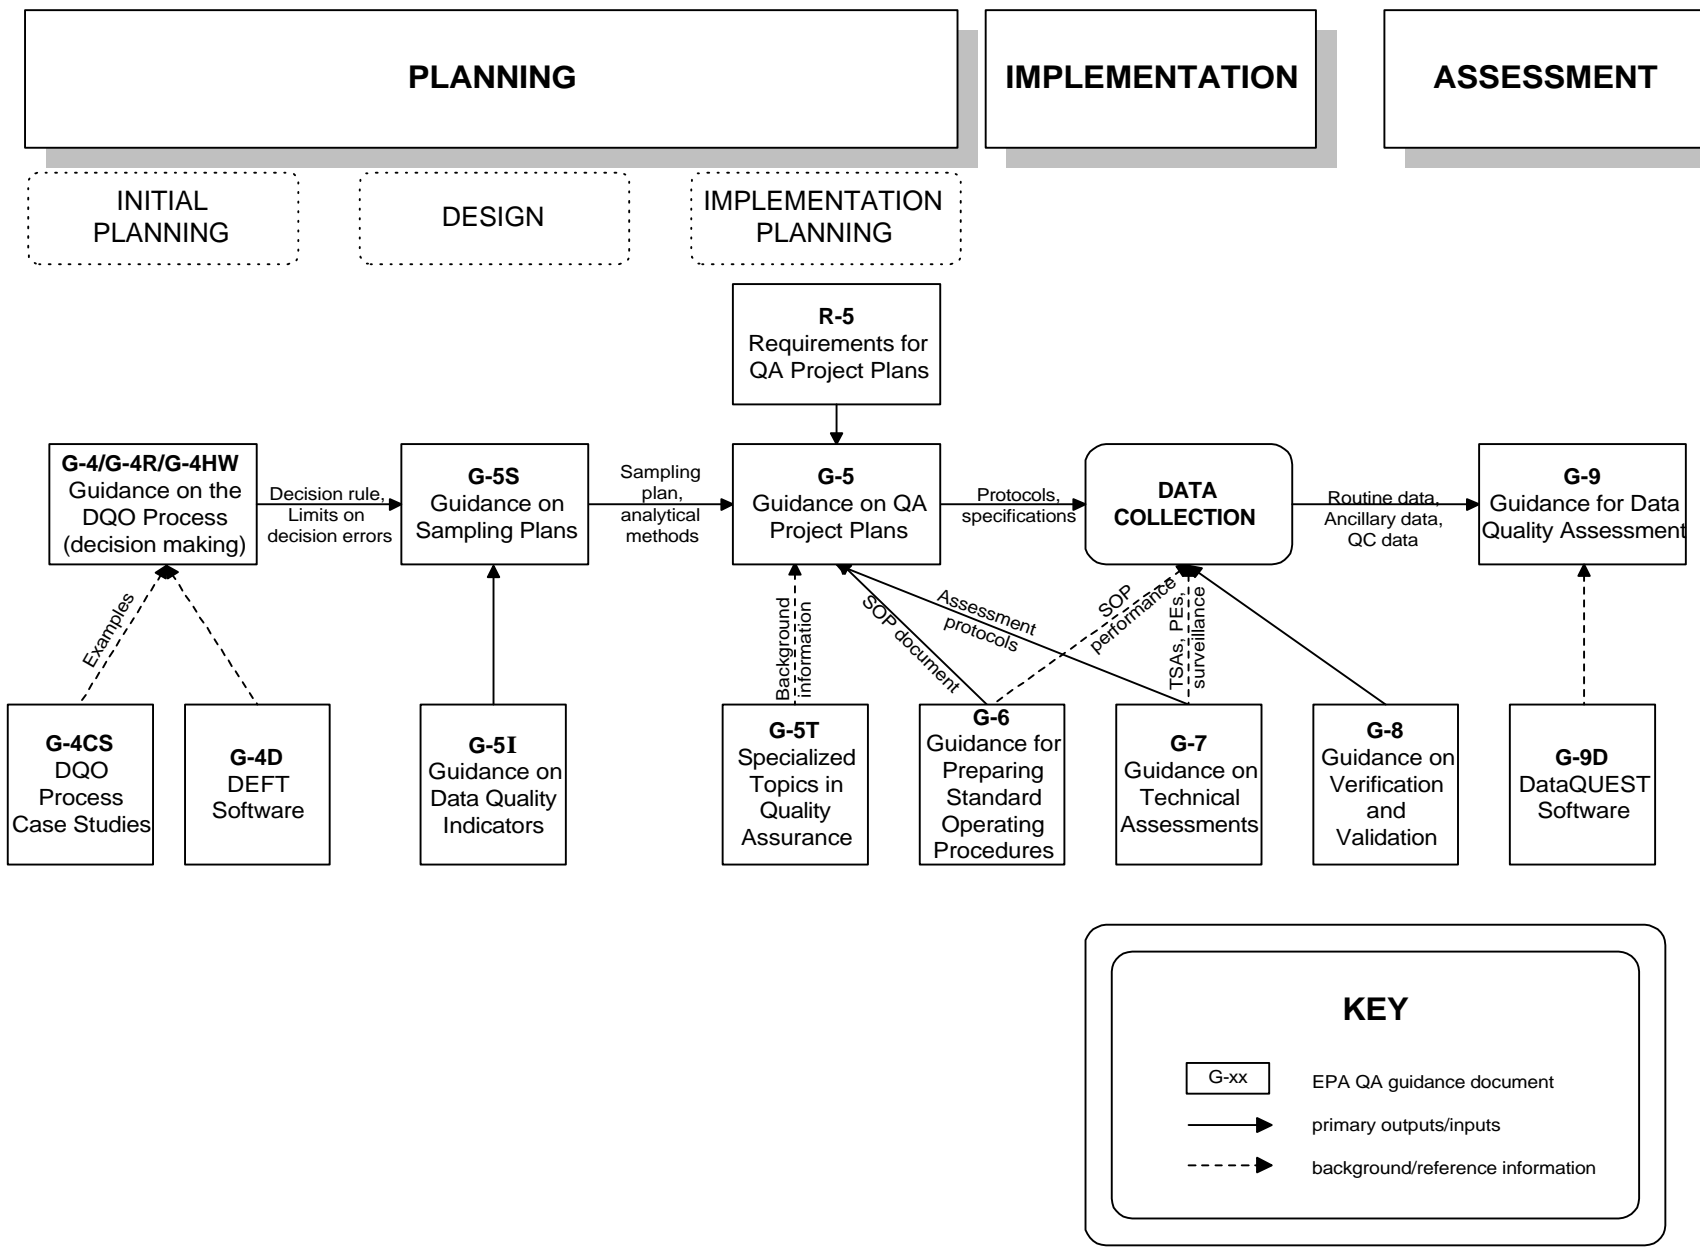 PLANNING
IMPLEMENTATION
ASSESSMENT
INITIAL
PLANNING
DESIGN
IMPLEMENTATION
PLANNING
R-5
Requirements for
QA Project Plans
G-4/G-4R/G-4HW
Guidance on the
DQO Process
(decision making)
Decision rule,
Limits on
decision errors
G-5S
Guidance on
Sampling Plans
Sampling
plan,
analytical
methods
G-5
Guidance on QA
Project Plans
Protocols,
specifications
DATA
COLLECTION
Routine data,
Ancillary data,
QC data
G-9
Guidance for Data
Quality Assessment
Examples
Background
information
SOP document
Assessment
protocols
SOP
performance
TSAs, PEs,
surveillance
G-4CS
DQO
Process
Case Studies
G-4D
DEFT
Software
G-5I
Guidance on
Data Quality
Indicators
G-5T
Specialized
Topics in
Quality
Assurance
G-6
Guidance for
Preparing
Standard
Operating
Procedures
G-7
Guidance on
Technical
Assessments
G-8
Guidance on
Verification
and
Validation
G-9D
DataQUEST
Software
KEY
G-xx
EPA QA guidance document
primary outputs/inputs
background/reference information